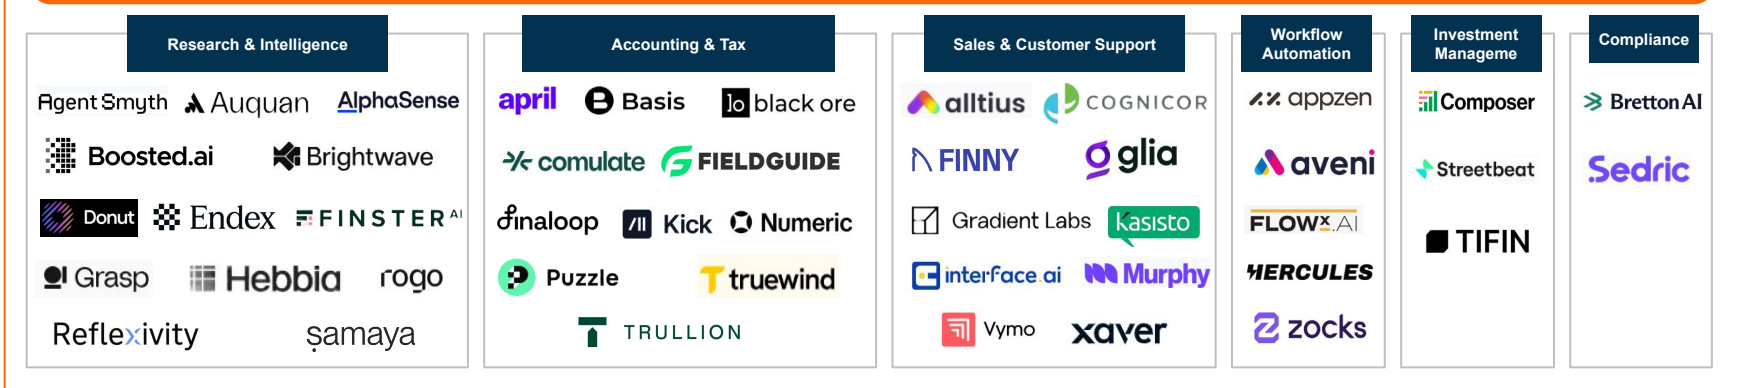 Research & Intelligence
Agent Smyth Auquan AlphaSense
Boosted.ai Brightwave
Donut Endex FINSTER AI
Grasp Hebbia rogo
Reflexivity samaya
Accounting & Tax
april Basis lo black ore
comulate FIELDGUIDE
finaloop Kick Numeric
Puzzle truewind
TRULLION
Sales & Customer Support
alltius COGNICOR
FINNY glia
Gradient Labs Kasisto
interface.ai Murphy
Vymo xaver
Workflow
Automation
appzen
aveni
FLOWX.AI
HERCULES
zocks
Investment
Manageme
Composer
Streetbeat
TIFIN
Compliance
Bretton AI
Sedric